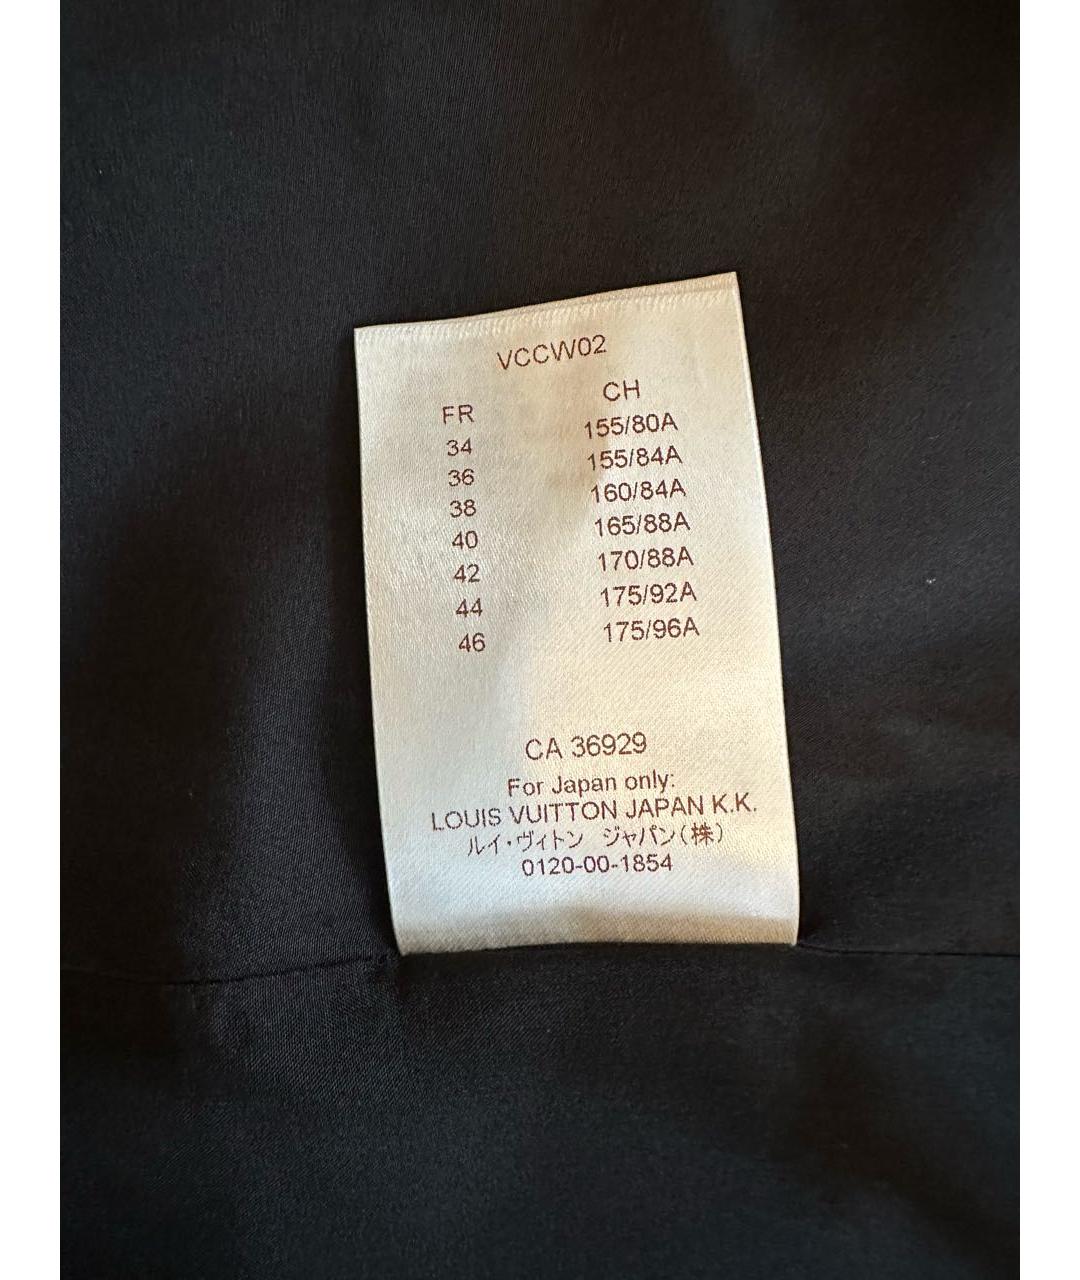 VCCW02
FR CH
34 155/80A
36 155/84A
38 160/84A
40 165/88A
42 170/88A
44 175/92A
46 175/96A
CA 36929
For Japan only:
LOUIS VUITTON JAPAN K.K.
ルイ・ヴィトン ジャパン(株)
0120-00-1854